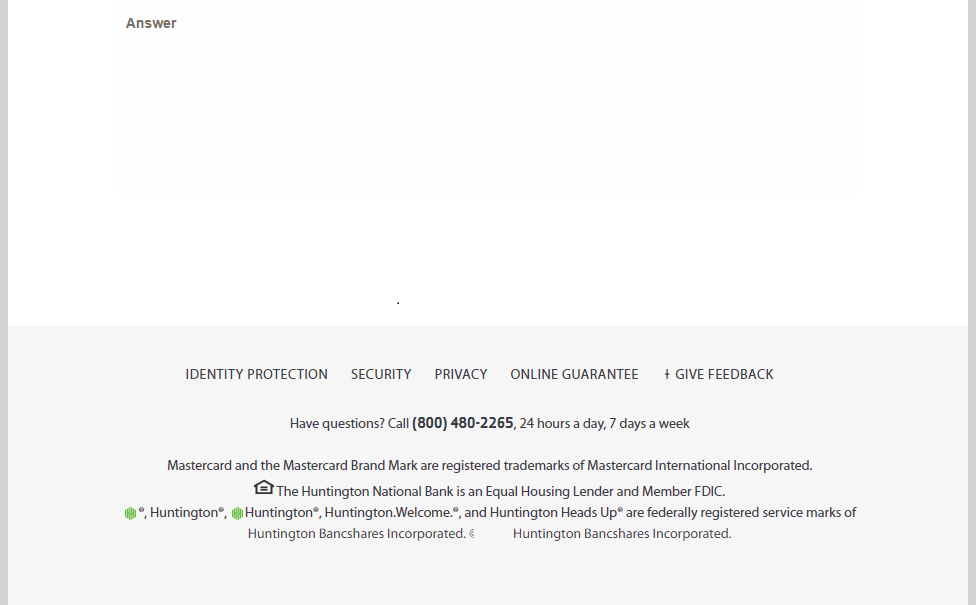 Answer
.
IDENTITY PROTECTION SECURITY PRIVACY ONLINE GUARANTEE † GIVE FEEDBACK
Have questions? Call (800) 480-2265, 24 hours a day, 7 days a week
Mastercard and the Mastercard Brand Mark are registered trademarks of Mastercard International Incorporated.
The Huntington National Bank is an Equal Housing Lender and Member FDIC.
®, Huntington®, Huntington®, Huntington.Welcome.®, and Huntington Heads Up® are federally registered service marks of
Huntington Bancshares Incorporated. Huntington Bancshares Incorporated.